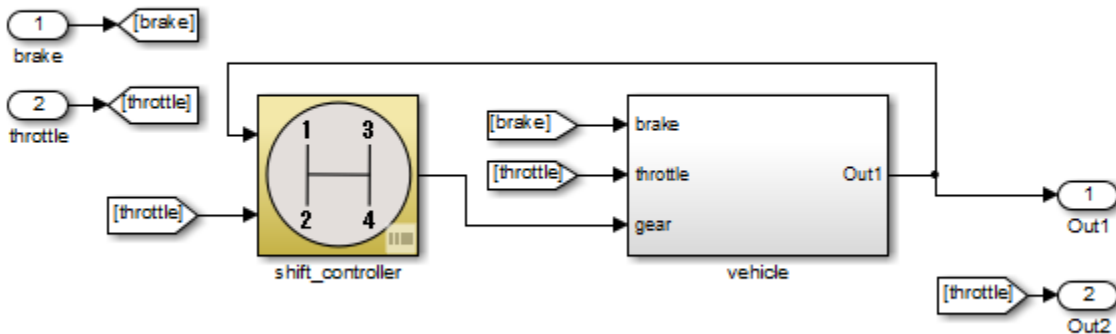 1
[brake]
brake
2
[throttle]
throttle
[throttle]
1 3
2 4
shift_controller
[brake]
[throttle]
brake
throttle
Out1
gear
vehicle
1
Out1
[throttle]
2
Out2